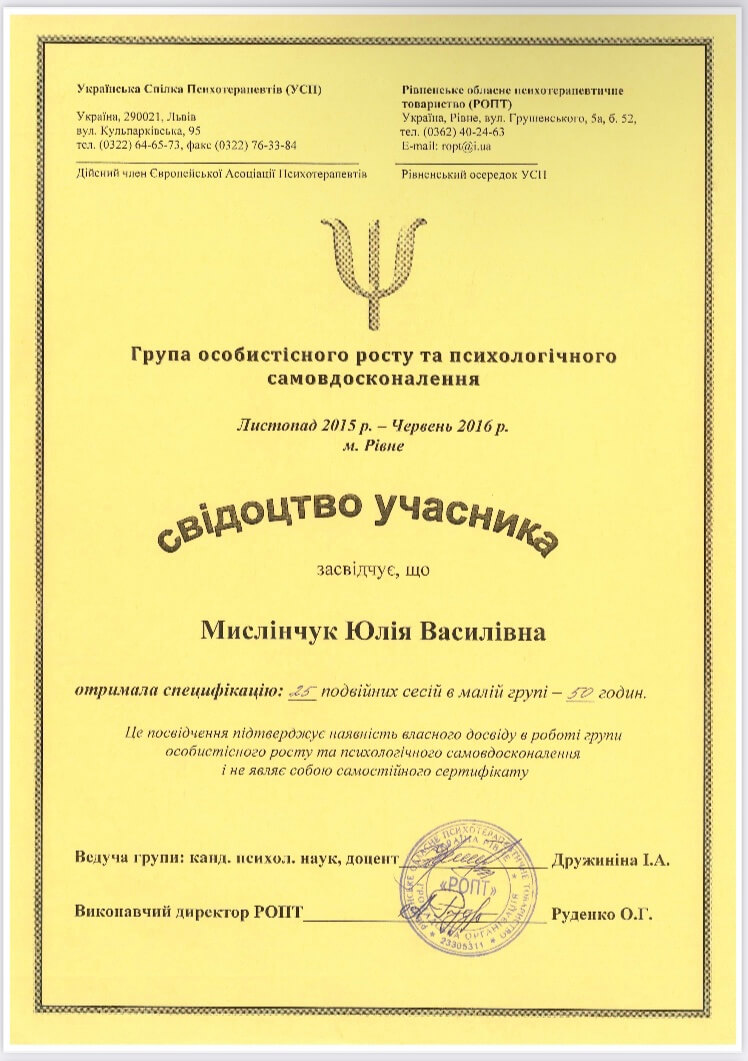 Українська Спілка Психотерапевтів (УСП)
Україна, 290021, Львів
вул. Кульпарківська, 95
тел. (0322) 64-65-73, факс (0322) 76-33-84
Дійсний член Європейської Асоціації Психотерапевтів
Рівненське обласне психотерапевтичне
товариство (РОПТ)
Україна, Рівне, вул. Грушенського, 5а, б. 52,
тел. (0362) 40-24-63
E-mail: ropt@i.ua
Рівненський осередок УСП
Група особистісного росту та психологічного
самовдосконалення
Листопад 2015 р. – Червень 2016 р.
м. Рівне
свідоцтво учасника
засвідчує, що
Мислінчук Юлія Василівна
отримала специфікацію: 25 подвійних сесій в малій групі – 50 годин.
Це посвідчення підтверджує наявність власного досвіду в роботі групи
особистісного росту та психологічного самовдосконалення
і не являє собою самостійного сертифікату
Ведуча групи: канд. психол. наук, доцент Дружиніна І.А.
«РОПТ»
23305311
Виконавчий директор РОПТ Руденко О.Г.